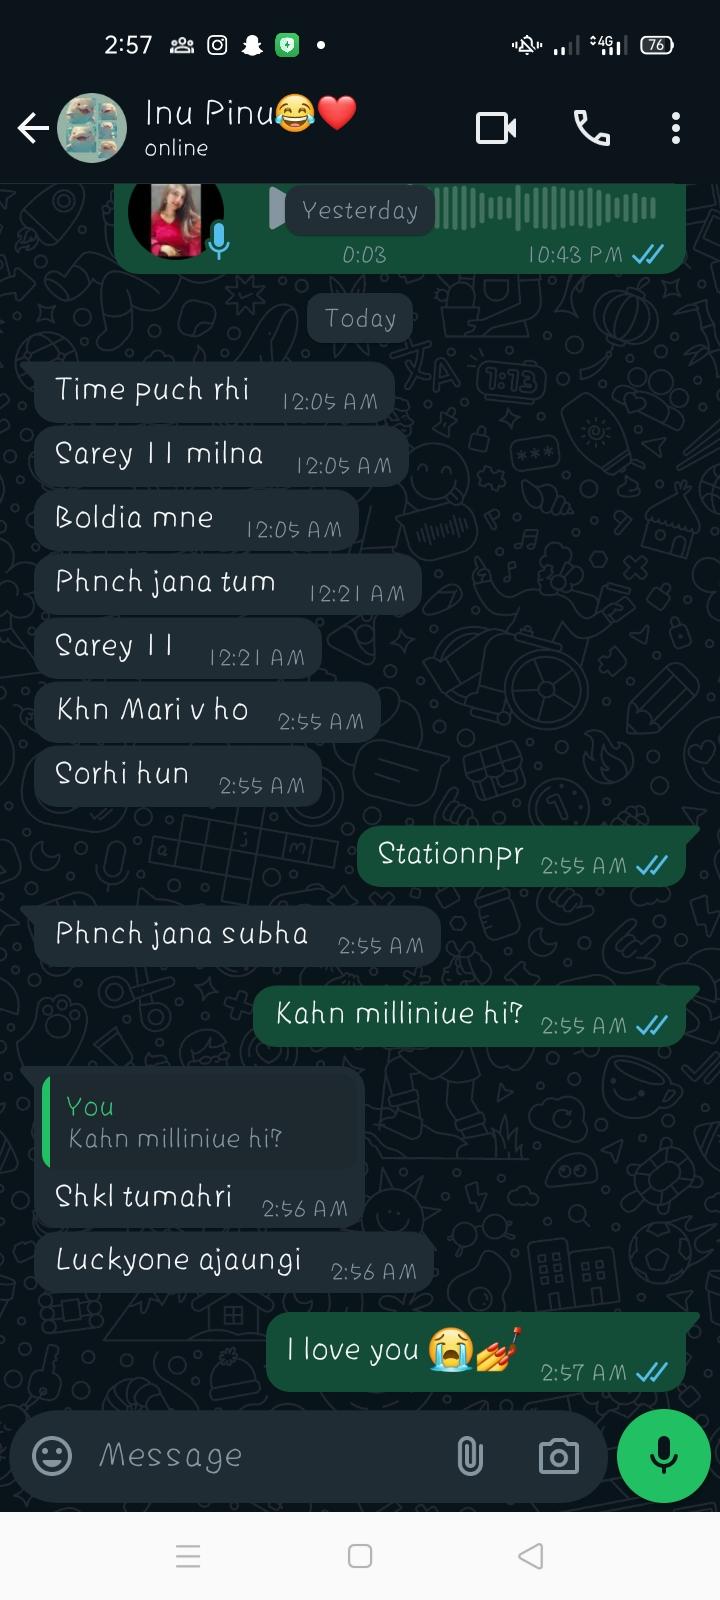 2:57
4G
76
Inu Pinu😂❤️
online
Yesterday
0:03
10:43 PM
Today
Time puch rhi 12:05 AM
Sarey 11 milna 12:05 AM
Boldia mne 12:05 AM
Phnch jana tum 12:21 AM
Sarey 11 12:21 AM
Khn Mari v ho 2:55 AM
Sorhi hun 2:55 AM
Stationnpr 2:55 AM
Phnch jana subha 2:55 AM
Kahn milliniue hi? 2:55 AM
You
Kahn milliniue hi?
Shkl tumahri 2:56 AM
Luckyone ajaungi 2:56 AM
I love you 😭💅 2:57 AM
Message